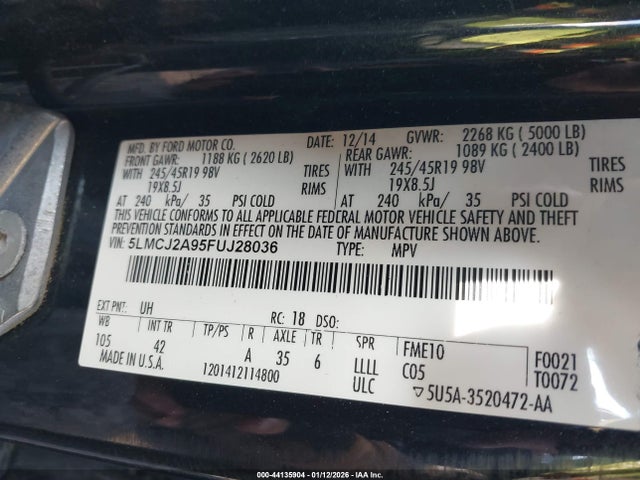 MFD. BY FORD MOTOR CO. DATE: 12/14 GVWR: 2268 KG ( 5000 LB)
FRONT GAWR: 1188 KG ( 2620 LB) REAR GAWR: 1089 KG ( 2400 LB)
WITH 245/45R19 98V TIRES WITH 245/45R19 98V TIRES
19X8.5J RIMS 19X8.5J RIMS
AT 240 kPa/ 35 PSI COLD AT 240 kPa/ 35 PSI COLD
THIS VEHICLE CONFORMS TO ALL APPLICABLE FEDERAL MOTOR VEHICLE SAFETY AND THEFT
PREVENTION STANDARDS IN EFFECT ON THE DATE OF MANUFACTURE SHOWN ABOVE.
VIN: 5LMCJ2A95FUJ28036 TYPE: MPV
EXT PNT: UH RC: 18 DSO:
WB INT TR TP/PS R AXLE TR SPR FME10 F0021
105 42 A 35 6 LLLL C05 T0072
MADE IN U.S.A. 1201412114800 ULC ▽5U5A-3520472-AA
000-44135904 | 01/12/2026 - IAA Inc.